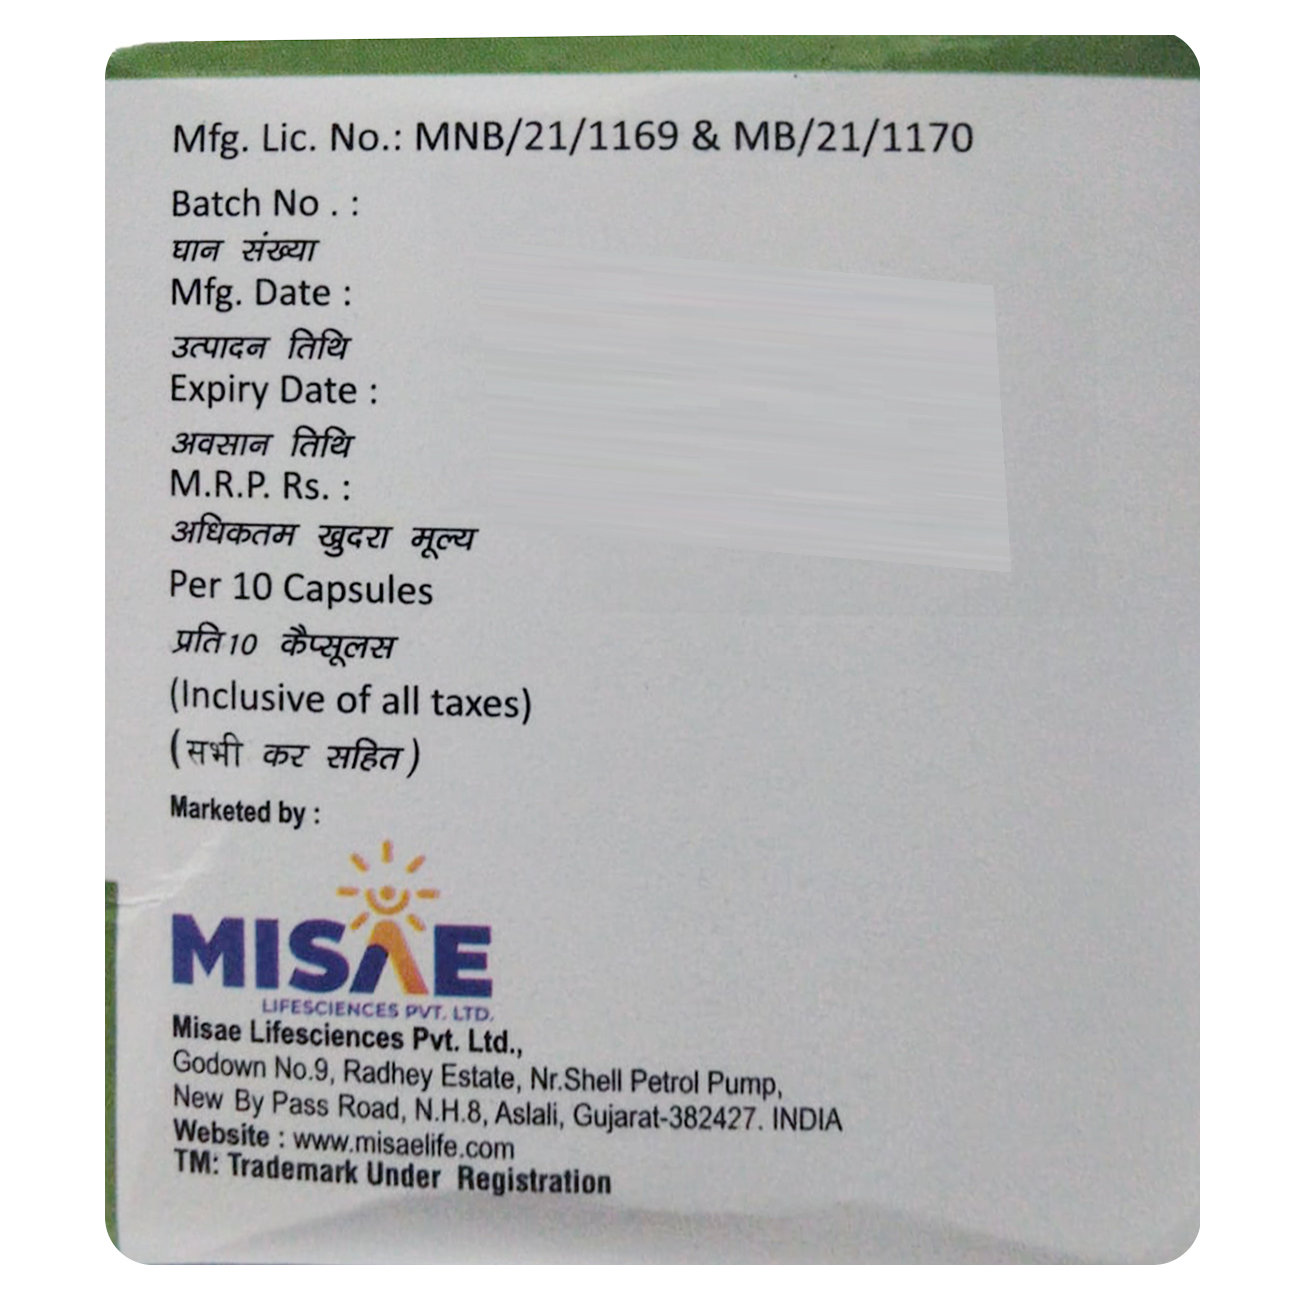 Mfg. Lic. No.: MNB/21/1169 & MB/21/1170
Batch No . :
घान संख्या
Mfg. Date :
उत्पादन तिथि
Expiry Date :
अवसान तिथि
M.R.P. Rs. :
अधिकतम खुदरा मूल्य
Per 10 Capsules
प्रति 10 कैप्सूलस
(Inclusive of all taxes)
(सभी कर सहित)
Marketed by :
MISAE
LIFESCIENCES PVT. LTD.
Misae Lifesciences Pvt. Ltd.,
Godown No.9, Radhey Estate, Nr.Shell Petrol Pump,
New By Pass Road, N.H.8, Aslali, Gujarat-382427. INDIA
Website : www.misaelife.com
TM: Trademark Under Registration